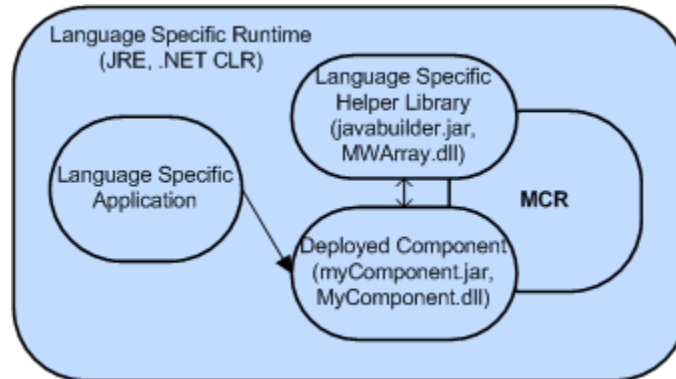 Language Specific Runtime
(JRE, .NET CLR)
Language Specific
Helper Library
(javabuilder.jar,
MWArray.dll)
Language Specific
Application
MCR
Deployed Component
(myComponent.jar,
MyComponent.dll)